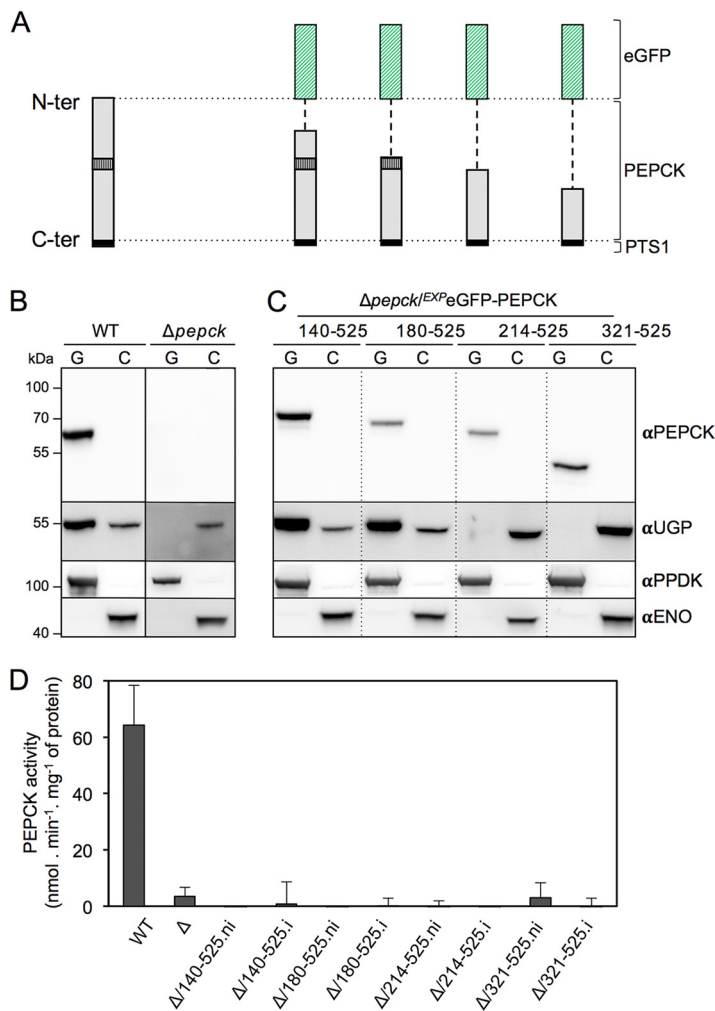 A
eGFP
N-ter
PEPCK
C-ter
PTS1
B
C
Δpepck/EXPeGFP-PEPCK
WT Δpepck
140-525 180-525 214-525 321-525
kDa G C G C G C G C G C G C
100
70
55
αPEPCK
55
αUGP
100
αPPDK
40
αENO
D
PEPCK activity
(nmol . min-1. mg-1 of protein)
80
60
40
20
0
WT
Δ
Δ/140-525.ni
Δ/140-525.i
Δ/180-525.ni
Δ/180-525.i
Δ/214-525.ni
Δ/214-525.i
Δ/321-525.ni
Δ/321-525.i